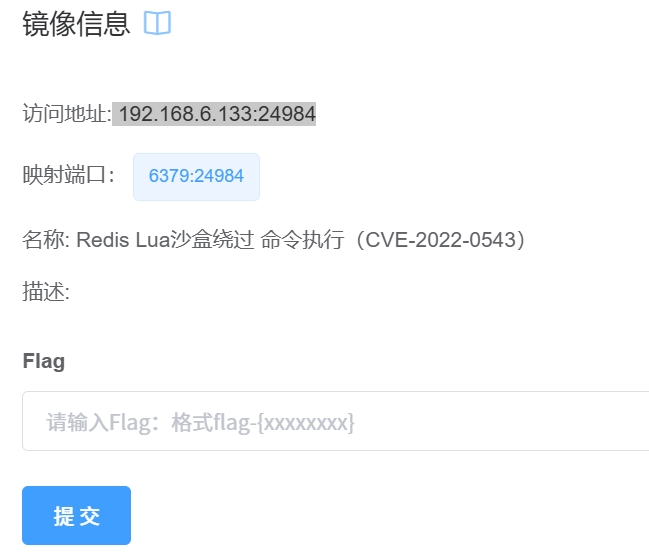 镜像信息
访问地址: 192.168.6.133:24984
映射端口： 6379:24984
名称: Redis Lua沙盒绕过 命令执行（CVE-2022-0543）
描述:
Flag
请输入Flag：格式flag-{xxxxxxxx}
提交